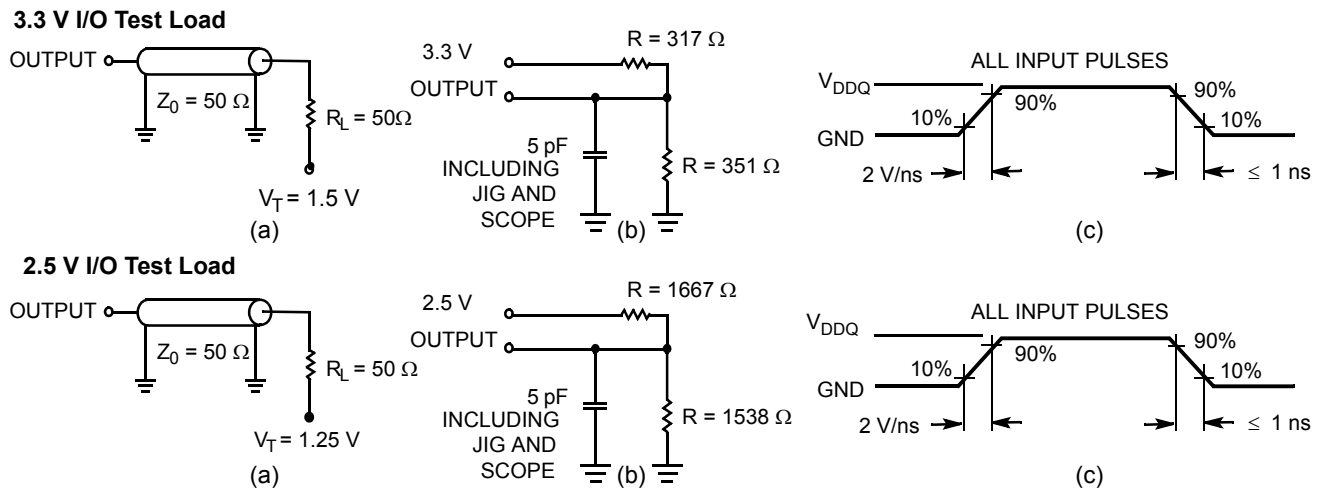 3.3 V I/O Test Load
OUTPUT
Z0 = 50 Ω
RL = 50Ω
VT = 1.5 V
(a)
3.3 V
OUTPUT
R = 317 Ω
5 pF
INCLUDING
JIG AND
SCOPE
R = 351 Ω
(b)
ALL INPUT PULSES
VDDQ
GND
10%
90%
90%
10%
2 V/ns
≤ 1 ns
(c)
2.5 V I/O Test Load
OUTPUT
Z0 = 50 Ω
RL = 50 Ω
VT = 1.25 V
(a)
2.5 V
OUTPUT
R = 1667 Ω
5 pF
INCLUDING
JIG AND
SCOPE
R = 1538 Ω
(b)
ALL INPUT PULSES
VDDQ
GND
10%
90%
90%
10%
2 V/ns
≤ 1 ns
(c)